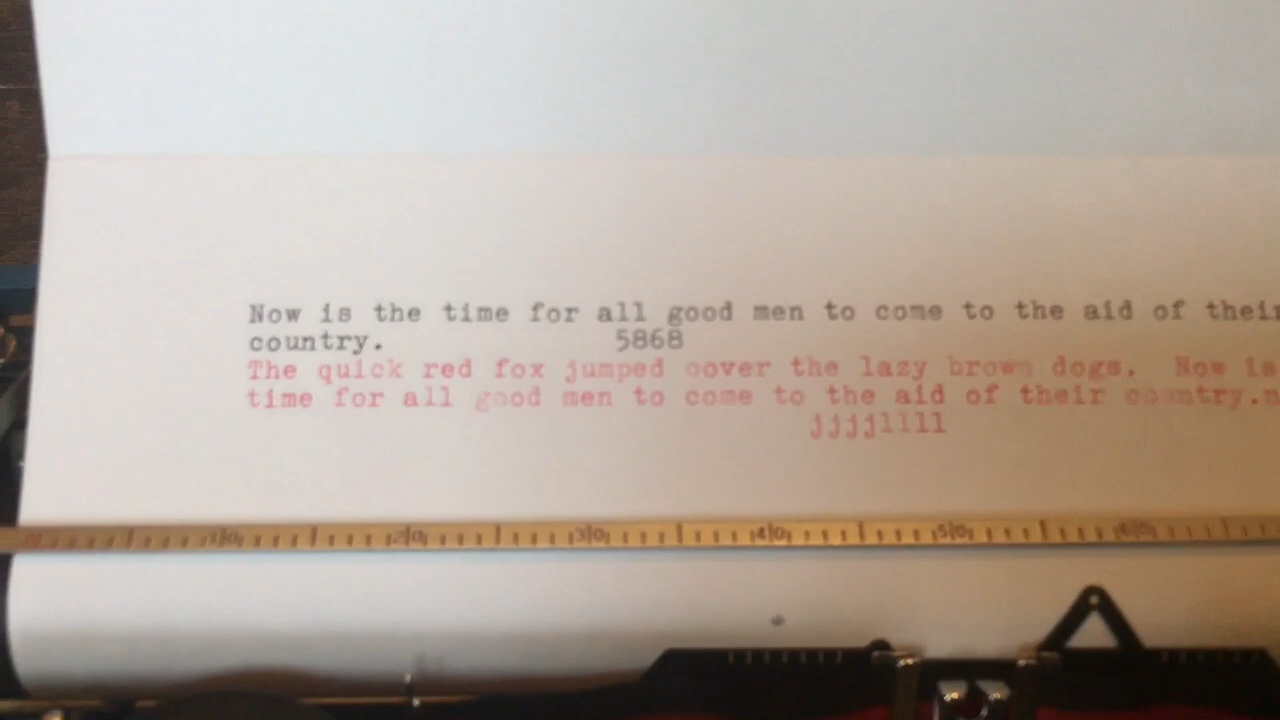 Now is the time for all good men to come to the aid of their
country. 5868
The quick red fox jumped oover the lazy brown dogs. Now is
time for all good men to come to the aid of their country.n
jjjjllll
10 20 30 40 50 60